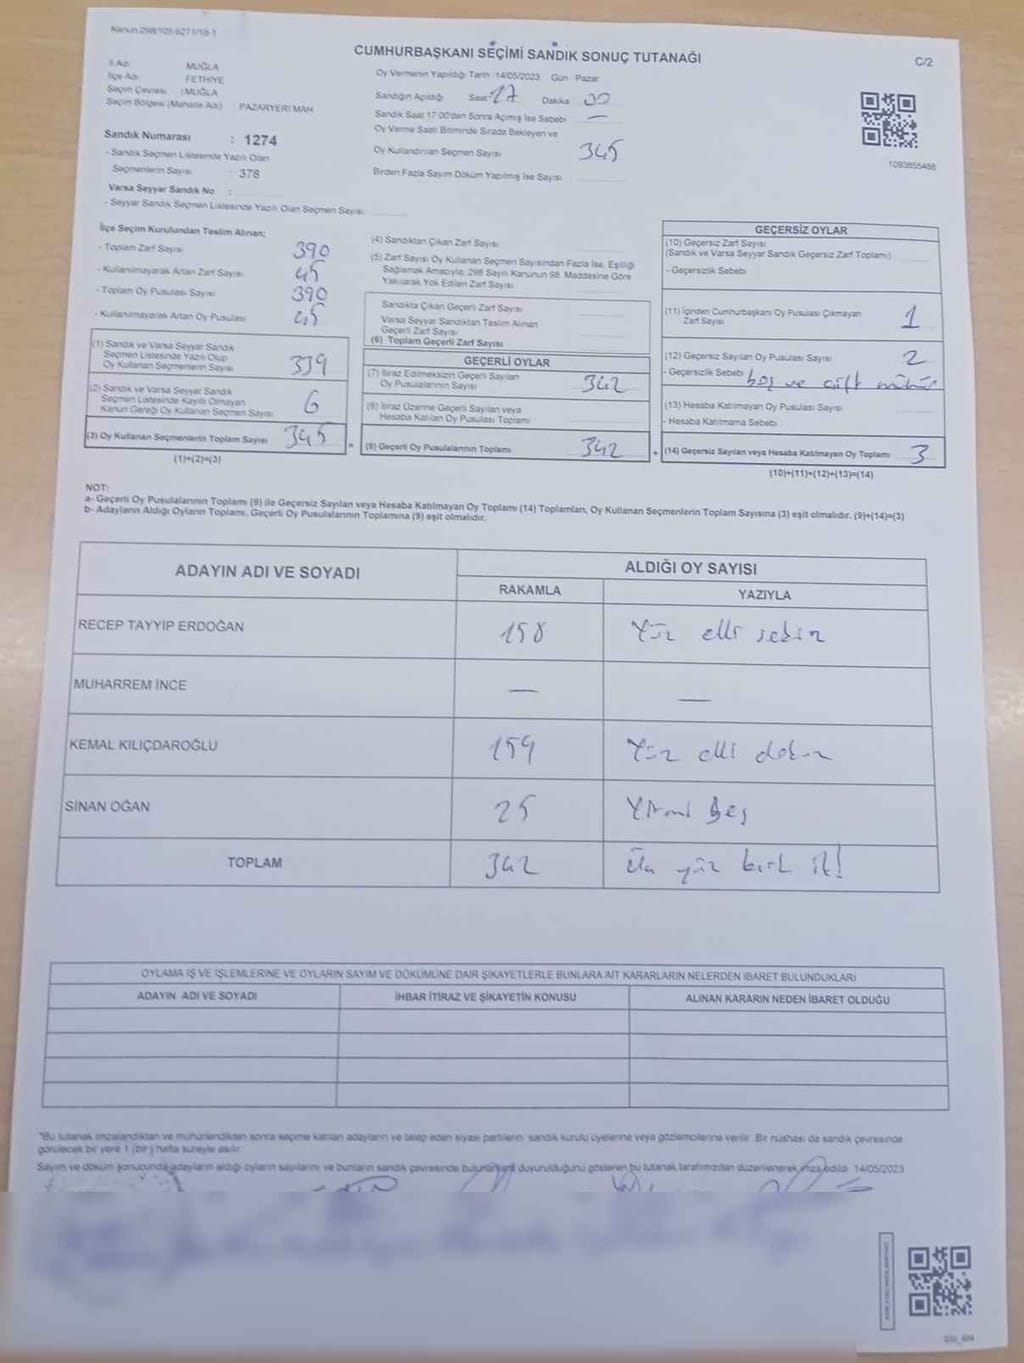 Kanun:298/105.6271/18-1
CUMHURBAŞKANI SEÇİMİ SANDIK SONUÇ TUTANAĞI
C/2
İl Adı : MUĞLA
İlçe Adı : FETHİYE
Seçim Çevresi : MUĞLA
Seçim Bölgesi (Mahalle Adı) : PAZARYERİ MAH
Sandık Numarası : 1274
- Sandık Seçmen Listesinde Yazılı Olan
Seçmenlerin Sayısı : 378
Varsa Seyyar Sandık No :
- Seyyar Sandık Seçmen Listesinde Yazılı Olan Seçmen Sayısı
Oy Vermenin Yapıldığı Tarih :14/05/2023 Gün : Pazar
Sandığın Açıldığı Saat 17 Dakika 00
Sandık Saat 17:00'den Sonra Açımış İse Sebebi —
Oy Verme Saati Bitiminde Sırada Bekleyen ve
Oy Kullandırılan Seçmen Sayısı 345
Birden Fazla Sayım Döküm Yapılmış İse Sayısı
1093855488
İlçe Seçim Kurulundan Teslim Alınan;
- Toplam Zarf Sayısı 390
- Kullanılmayarak Artan Zarf Sayısı 45
- Toplam Oy Pusulası Sayısı 390
- Kullanılmayarak Artan Oy Pusulası 45
(1) Sandık ve Varsa Seyyar Sandık
Seçmen Listesinde Yazılı Olup
Oy Kullanan Seçmenlerin Sayısı 339
(2) Sandık ve Varsa Seyyar Sandık
Seçmen Listesinde Kayıtlı Olmayan
Kanun Gereği Oy Kullanan Seçmen Sayısı 6
(3) Oy Kullanan Seçmenlerin Toplam Sayısı 345 =
(1)+(2)=(3)
(4) Sandıktan Çıkan Zarf Sayısı
(5) Zarf Sayısı Oy Kullanan Seçmen Sayısından Fazla İse, Eşitliği
Sağlamak Amacıyla, 298 Sayılı Kanunun 98. Maddesine Göre
Yakılarak Yok Edilen Zarf Sayısı
Sandıkta Çıkan Geçerli Zarf Sayısı
Varsa Seyyar Sandıktan Teslim Alınan
Geçerli Zarf Sayısı
(6) Toplam Geçerli Zarf Sayısı
GEÇERLİ OYLAR
(7) İtiraz Edilmeksizin Geçerli Sayılan
Oy Pusulalarının Sayısı 342
(8) İtiraz Üzerine Geçerli Sayılan veya
Hesaba Katılan Oy Pusulaları Toplamı
(9) Geçerli Oy Pusulalarının Toplamı 342 +
GEÇERSİZ OYLAR
(10) Geçersiz Zarf Sayısı
(Sandık ve Varsa Seyyar Sandık Geçersiz Zarf Toplamı)
- Geçersizlik Sebebi
(11) İçinden Cumhurbaşkanı Oy Pusulası Çıkmayan
Zarf Sayısı 1
(12) Geçersiz Sayılan Oy Pusulası Sayısı 2
- Geçersizlik Sebebi boş ve çift mühür
(13) Hesaba Katılmayan Oy Pusulası Sayısı
- Hesaba Katılmama Sebebi
(14) Geçersiz Sayılan veya Hesaba Katılmayan Oy Toplamı 3
(10)+(11)+(12)+(13)=(14)
NOT:
a- Geçerli Oy Pusulalarının Toplamı (9) ile Geçersiz Sayılan veya Hesaba Katılmayan Oy Toplamı (14) Toplamları, Oy Kullanan Seçmenlerin Toplam Sayısına (3) eşit olmalıdır. (9)+(14)=(3)
b- Adayların Aldığı Oyların Toplamı, Geçerli Oy Pusulalarının Toplamına (9) eşit olmalıdır.
ADAYIN ADI VE SOYADI
ALDIĞI OY SAYISI
RAKAMLA YAZIYLA
RECEP TAYYİP ERDOĞAN 158 Yüz elli sekiz
MUHARREM İNCE — —
KEMAL KILIÇDAROĞLU 159 Yüz elli dokuz
SİNAN OĞAN 25 Yirmi Beş
TOPLAM 342 Üç yüz kırk iki
OYLAMA İŞ VE İŞLEMLERİNE VE OYLARIN SAYIM VE DÖKÜMÜNE DAİR ŞİKAYETLERLE BUNLARA AİT KARARLARIN NELERDEN İBARET BULUNDUKLARI
ADAYIN ADI VE SOYADI İHBAR İTİRAZ VE ŞİKAYETİN KONUSU ALINAN KARARIN NEDEN İBARET OLDUĞU
*Bu tutanak imzalandıktan ve mühürlendikten sonra seçime katılan adayların ve talep eden siyasi partilerin sandık kurulu üyelerine veya gözlemcilerine verilir. Bir nüshası da sandık çevresinde
görülecek bir yere 1 (bir) hafta süreyle asılır.
Sayım ve döküm sonucunda adayların aldığı oyların sayılarını ve bunların sandık çevresinde bulunanlara duyurulduğunu gösteren bu tutanak tarafımızdan düzenlenerek imza edildi. 14/05/2023